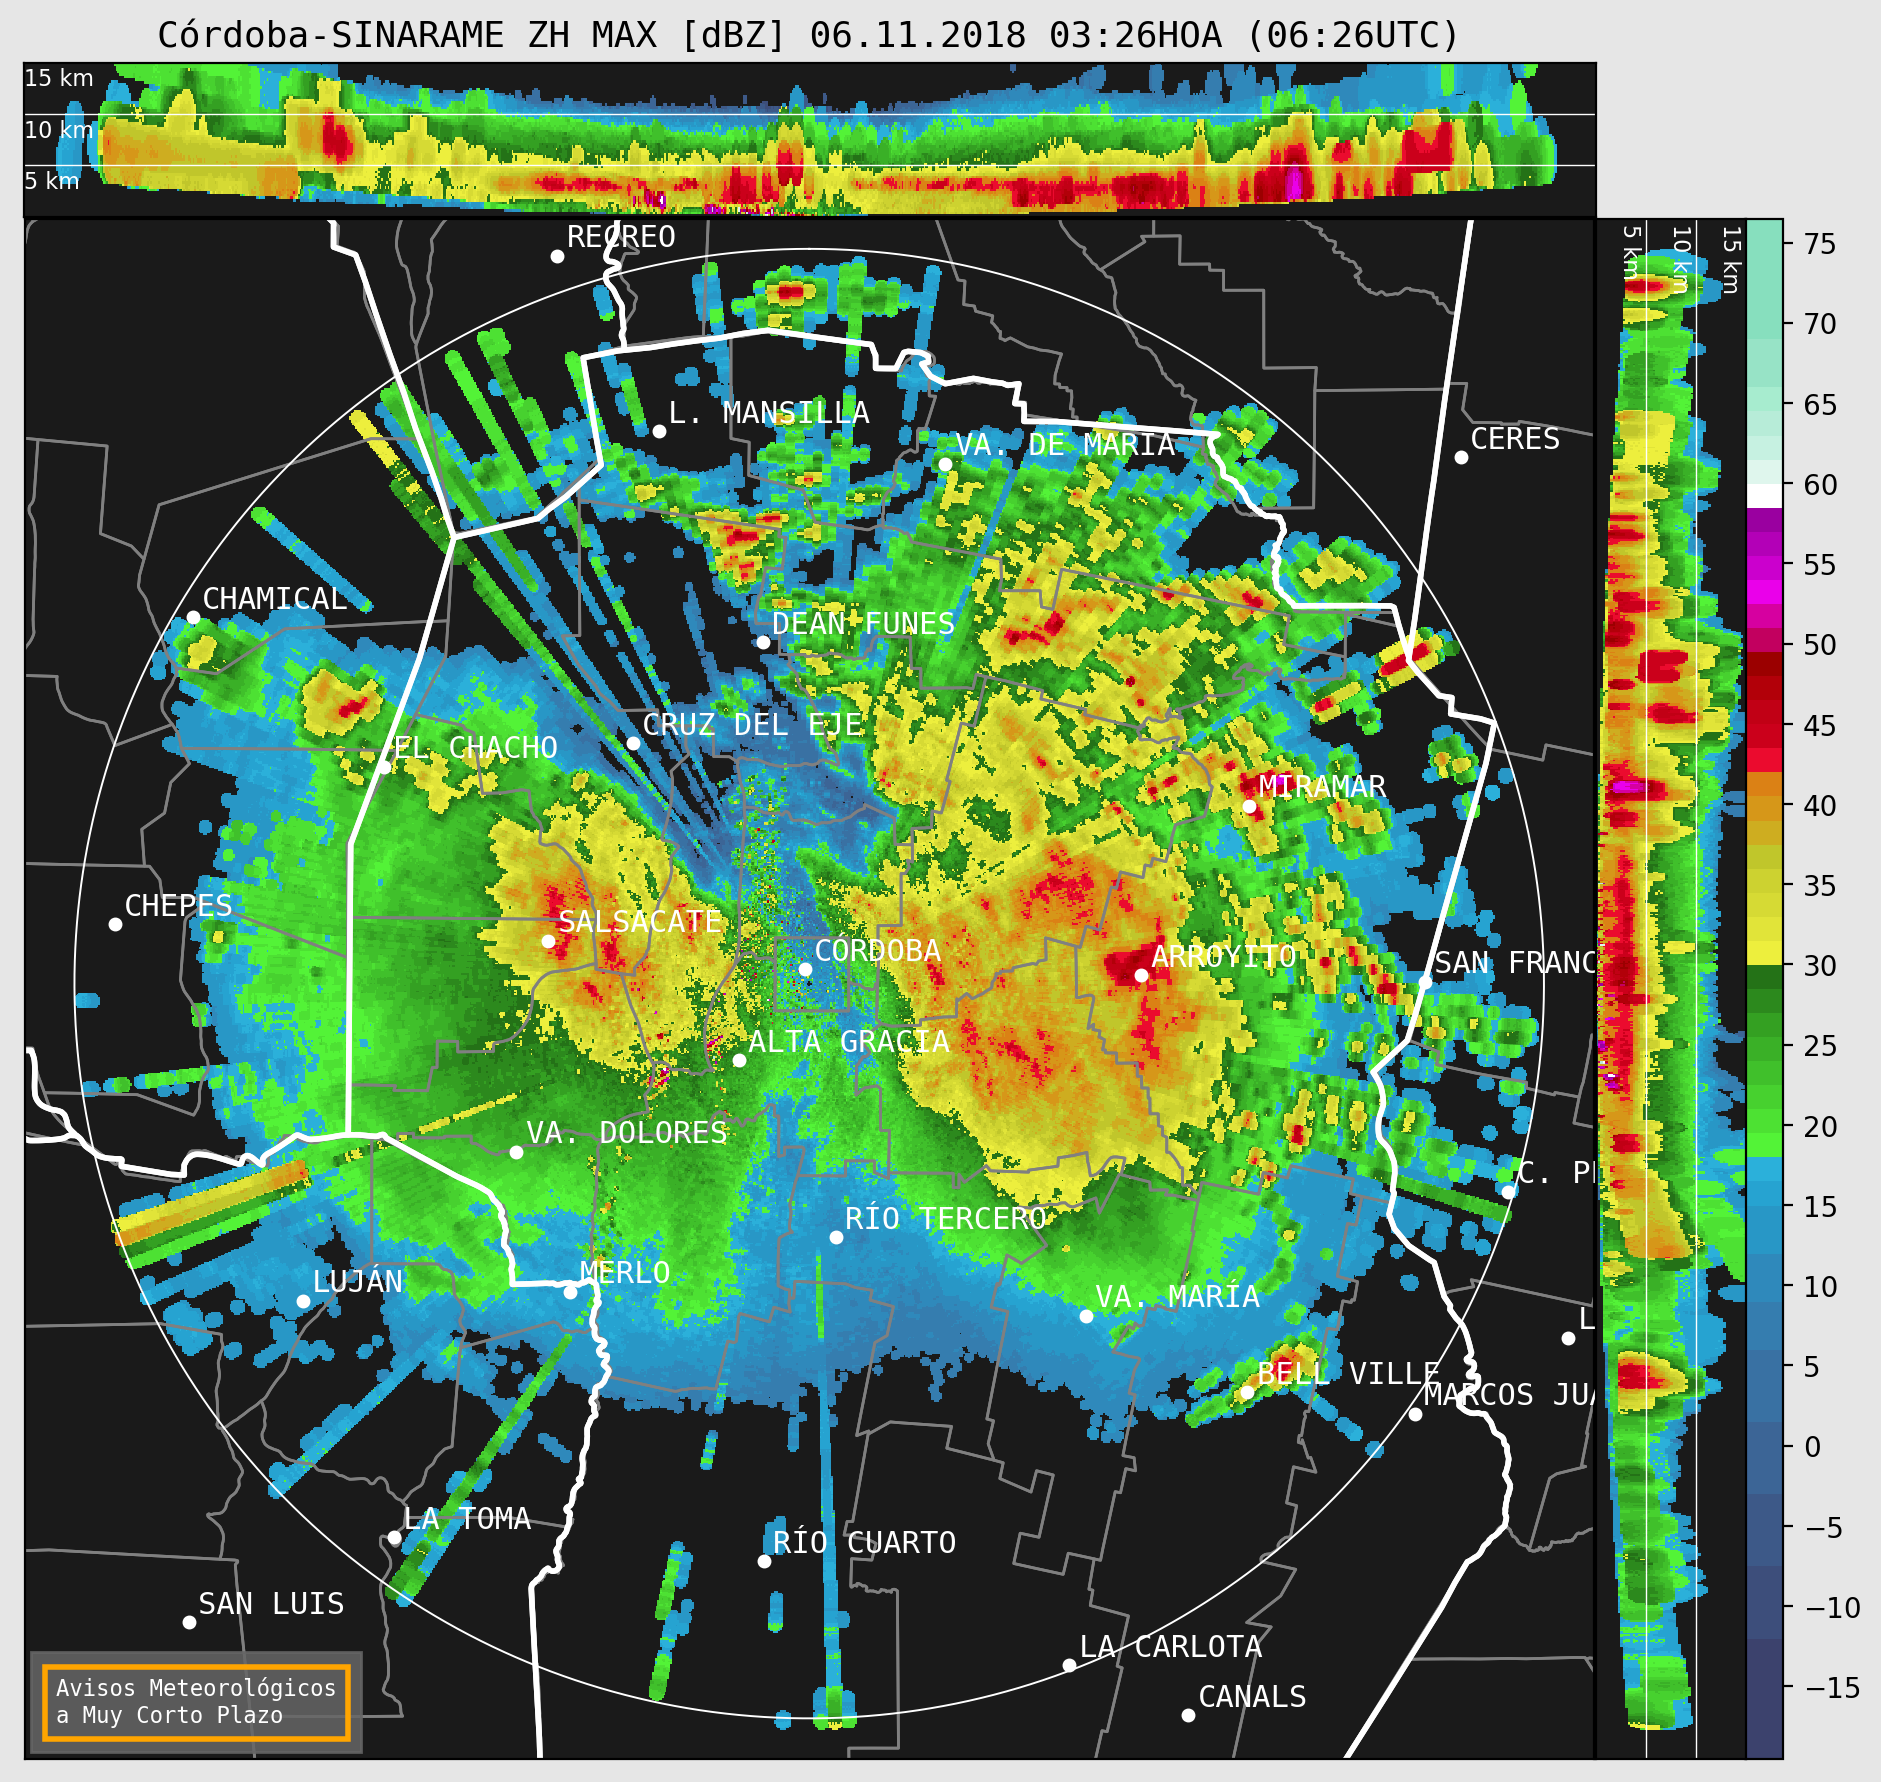 Córdoba-SINARAME ZH MAX [dBZ] 06.11.2018 03:26HOA (06:26UTC)
15 km
10 km
5 km
5 km
10 km
15 km
RECREO
L. MANSILLA
VA. DE MARIA
CERES
CHAMICAL
DEAN FUNES
CRUZ DEL EJE
EL CHACHO
MIRAMAR
CHEPES
SALSACATE
CORDOBA
ARROYITO
SAN FRANC
ALTA GRACIA
VA. DOLORES
C. P
RÍO TERCERO
MERLO
LUJÁN
VA. MARÍA
L
BELL VILLE
MARCOS JUA
LA TOMA
RÍO CUARTO
SAN LUIS
LA CARLOTA
CANALS
Avisos Meteorológicos
a Muy Corto Plazo
75
70
65
60
55
50
45
40
35
30
25
20
15
10
5
0
−5
−10
−15